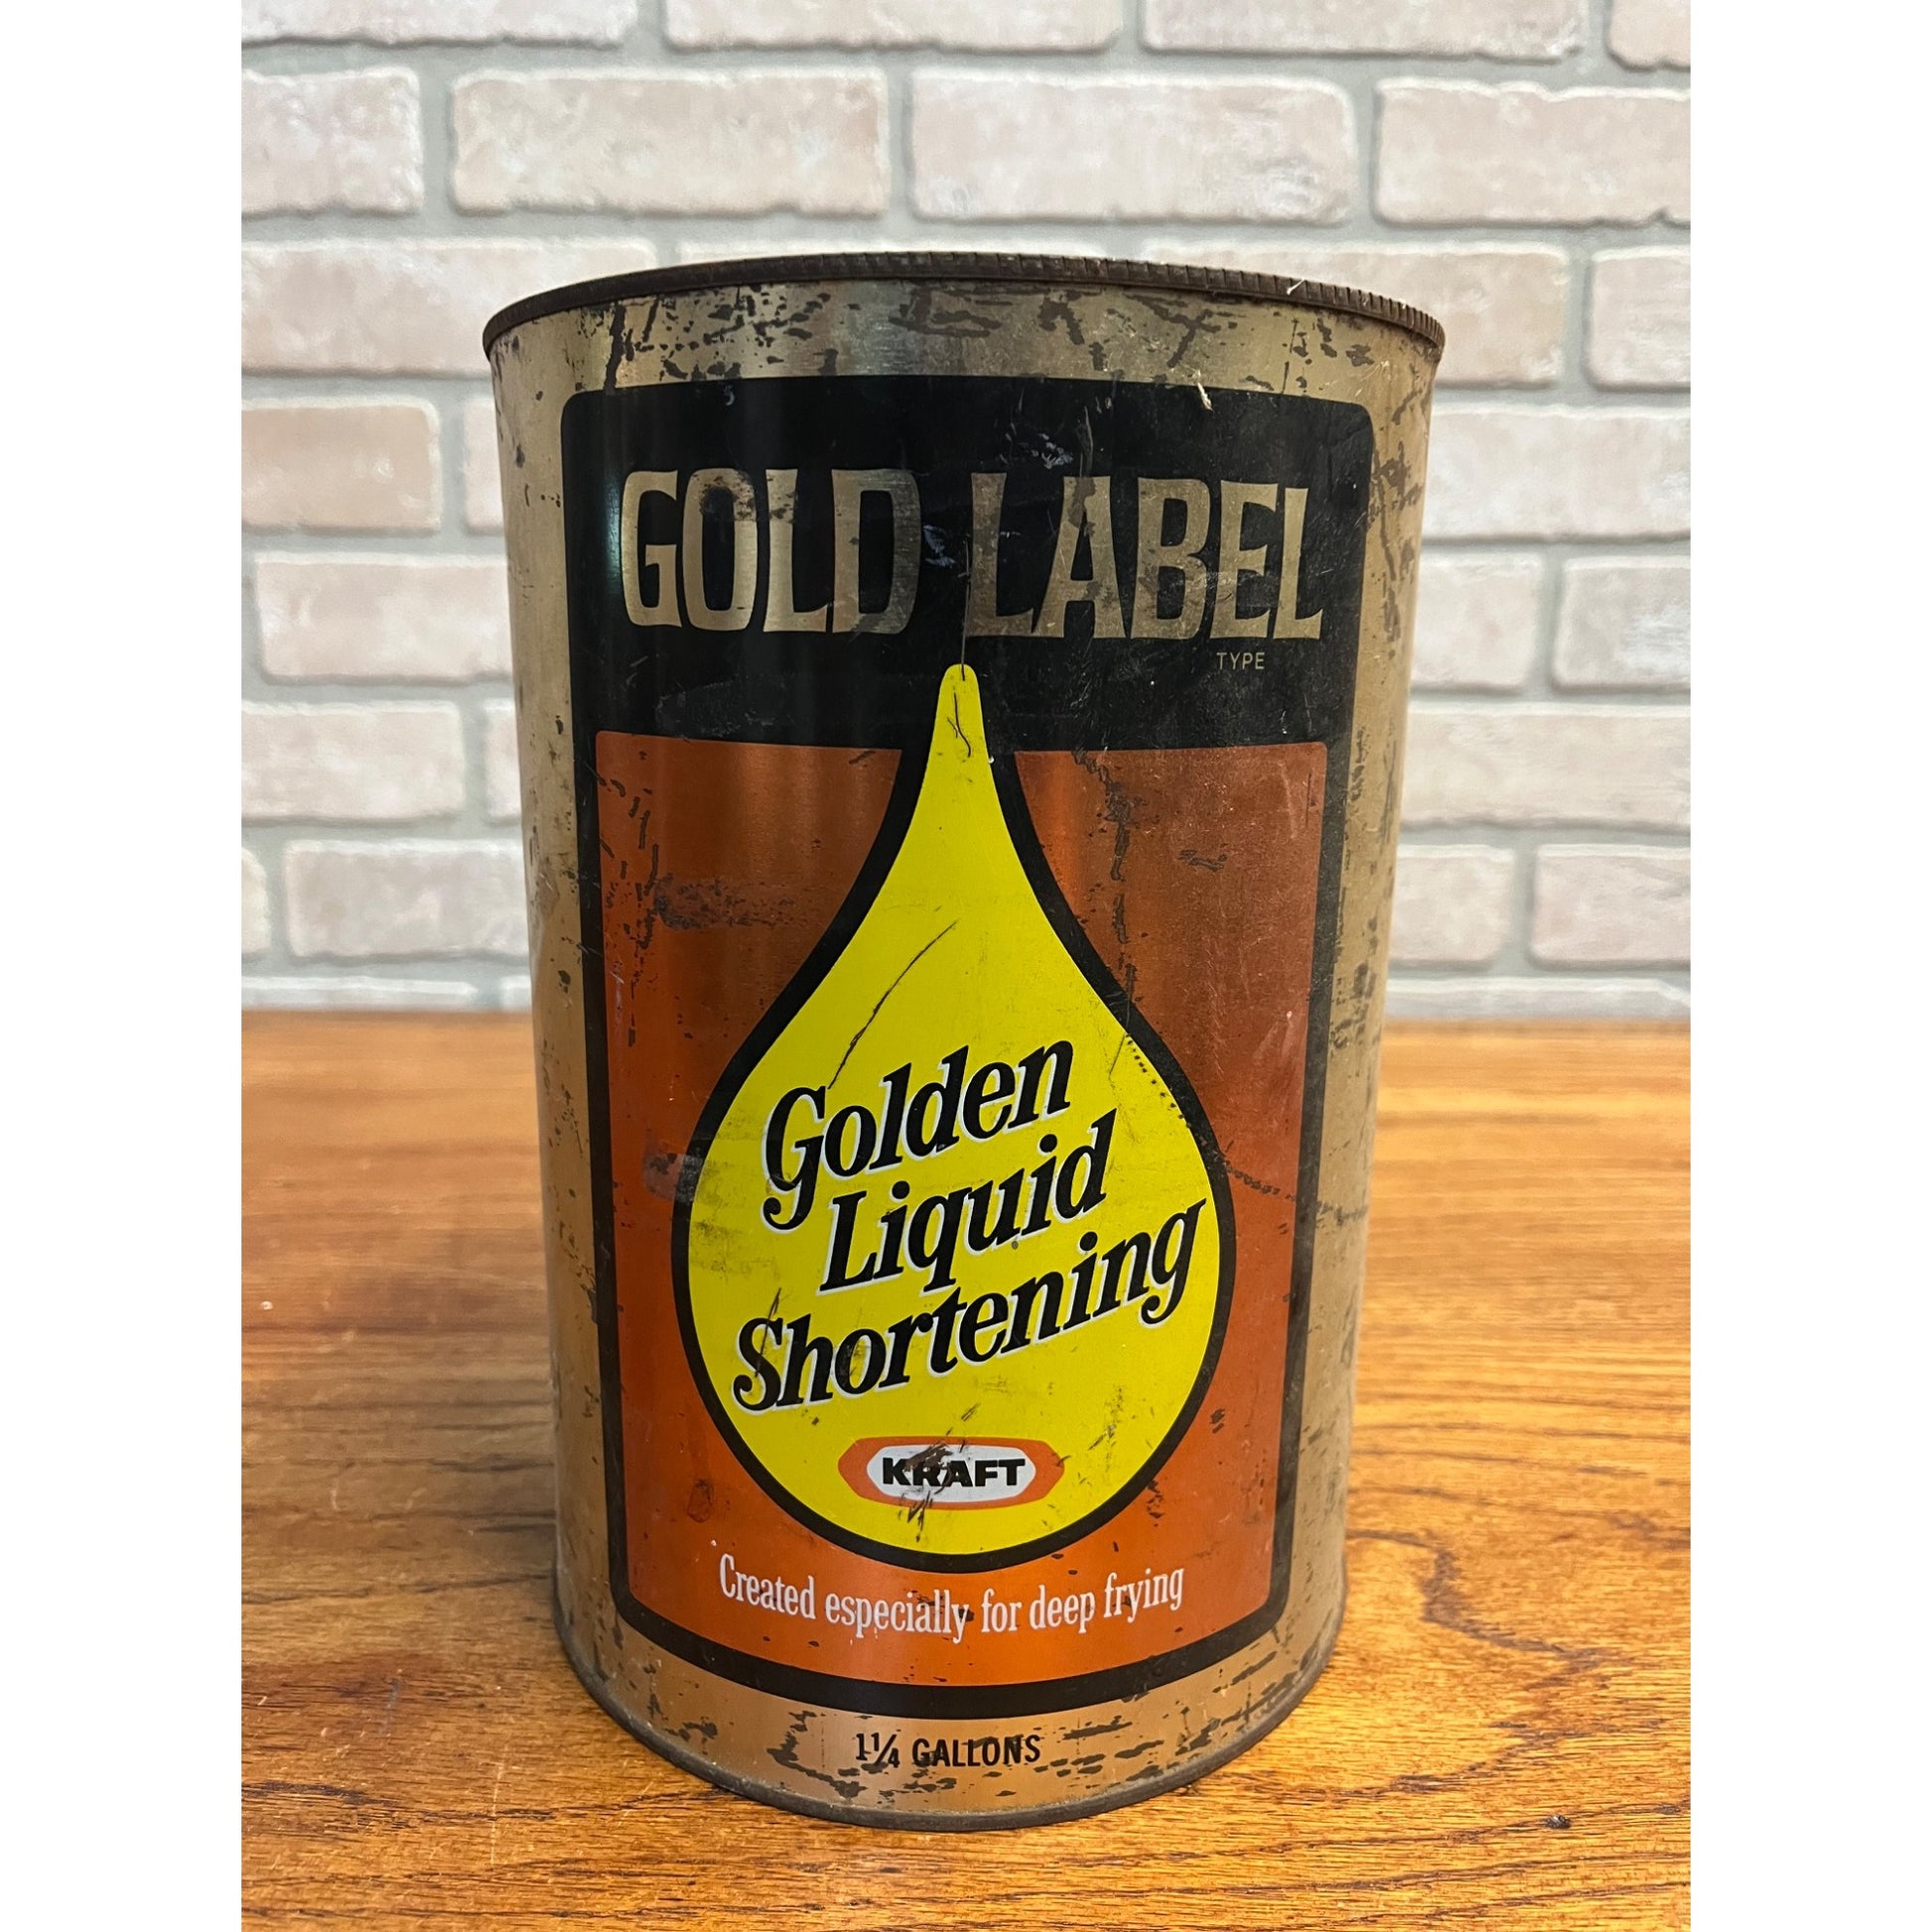 GOLD LABEL
TYPE
Golden
Liquid
Shortening
KRAFT
Created especially for deep frying
1¼ GALLONS